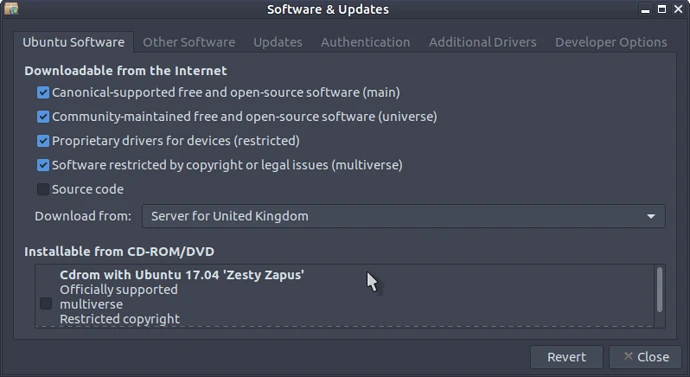 Software & Updates
Ubuntu Software Other Software Updates Authentication Additional Drivers Developer Options
Downloadable from the Internet
Canonical-supported free and open-source software (main)
Community-maintained free and open-source software (universe)
Proprietary drivers for devices (restricted)
Software restricted by copyright or legal issues (multiverse)
Source code
Download from: Server for United Kingdom
Installable from CD-ROM/DVD
Cdrom with Ubuntu 17.04 'Zesty Zapus'
Officially supported
multiverse
Restricted copyright
Revert Close